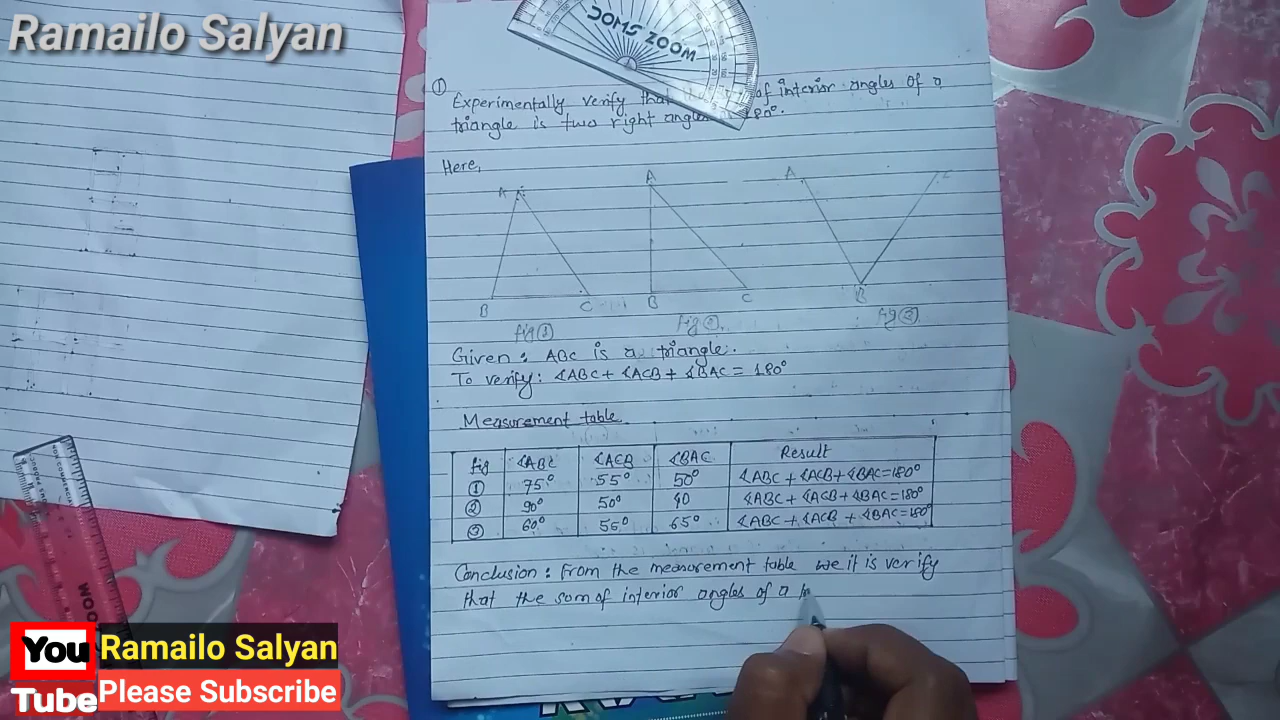 Ramailo Salyan
DOMS ZOOM
①
Experimentally verify that of interior angles of a
triangle is two right angles 180°.
Here,
A A A C
B C B C B
fig ① fig ②. fig ③
Given : ABC is a triangle.
To verify: ∡ABC + ∡ACB + ∡BAC = 180°
Measurement table.
fig ∡ABC ∡ACB ∡BAC Result
① 75° 55° 50° ∡ABC + ∡ACB + ∡BAC = 180°
② 90° 50° 40 ∡ABC + ∡ACB + ∡BAC = 180°
③ 60° 55° 65° ∡ABC + ∡ACB + ∡BAC = 180°
Conclusion : From the measurement table we it is verify
that the som of interior angles of a
You Ramailo Salyan
Tube Please Subscribe